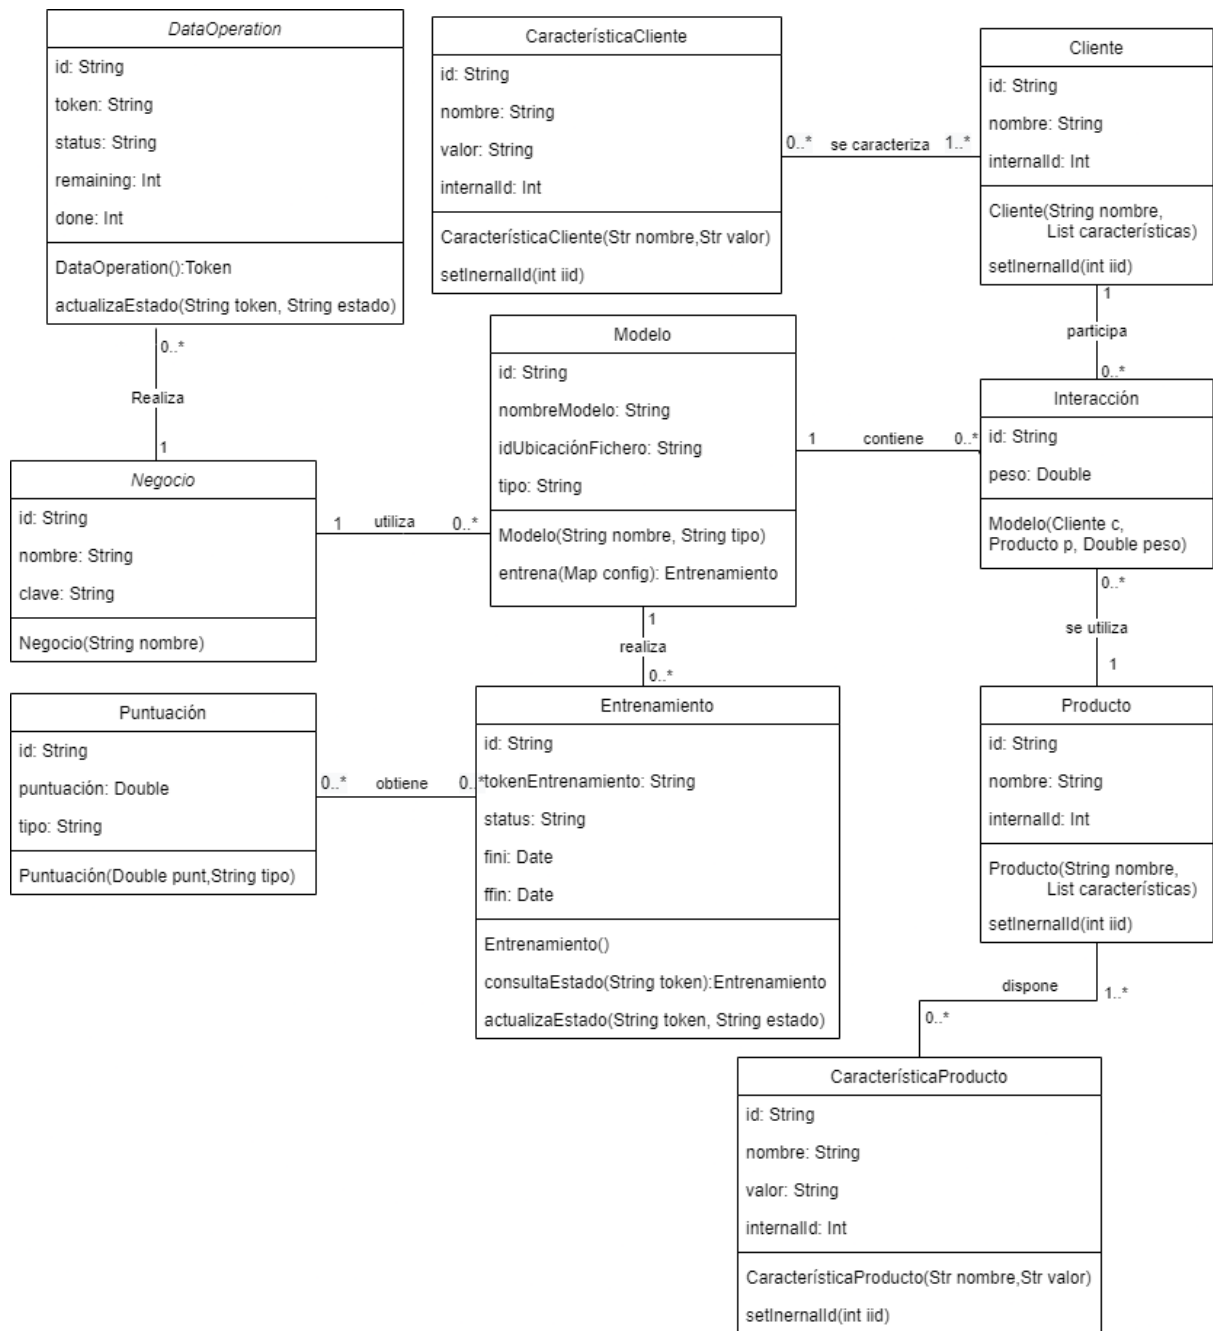 DataOperation
id: String
token: String
status: String
remaining: Int
done: Int
DataOperation():Token
actualizaEstado(String token, String estado)
CaracterísticaCliente
id: String
nombre: String
valor: String
internalId: Int
CaracterísticaCliente(Str nombre,Str valor)
setInernalId(int iid)
0..* se caracteriza 1..*
Cliente
id: String
nombre: String
internalId: Int
Cliente(String nombre,
List características)
setInernalId(int iid)
1
participa
0..*
0..*
Realiza
1
Modelo
id: String
nombreModelo: String
idUbicaciónFichero: String
tipo: String
Modelo(String nombre, String tipo)
entrena(Map config): Entrenamiento
1 contiene 0..*
Interacción
id: String
peso: Double
Modelo(Cliente c,
Producto p, Double peso)
Negocio
id: String
nombre: String
clave: String
Negocio(String nombre)
1 utiliza 0..*
1
realiza
0..*
0..*
se utiliza
1
Puntuación
id: String
puntuación: Double
tipo: String
Puntuación(Double punt,String tipo)
0..* obtiene 0..*
Entrenamiento
id: String
tokenEntrenamiento: String
status: String
fini: Date
ffin: Date
Entrenamiento()
consultaEstado(String token):Entrenamiento
actualizaEstado(String token, String estado)
Producto
id: String
nombre: String
internalId: Int
Producto(String nombre,
List características)
setInernalId(int iid)
dispone 1..*
0..*
CaracterísticaProducto
id: String
nombre: String
valor: String
internalId: Int
CaracterísticaProducto(Str nombre,Str valor)
setInernalId(int iid)